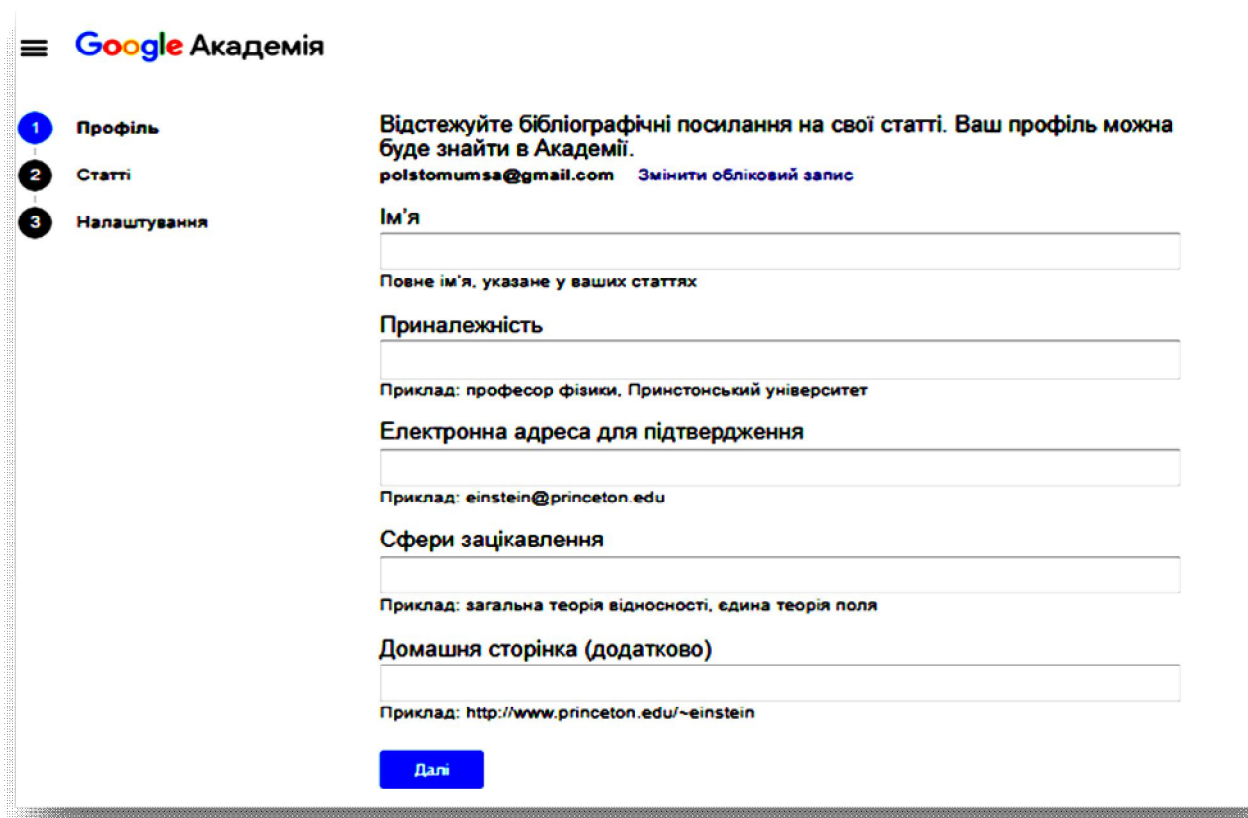 Google Академія
1 Профіль
2 Статті
3 Налаштування
Відстежуйте бібліографічні посилання на свої статті. Ваш профіль можна
буде знайти в Академії.
polstomumsa@gmail.com Змінити обліковий запис
Ім'я
Повне ім'я, указане у ваших статтях
Приналежність
Приклад: професор фізики, Принстонський університет
Електронна адреса для підтвердження
Приклад: einstein@princeton.edu
Сфери зацікавлення
Приклад: загальна теорія відносності, єдина теорія поля
Домашня сторінка (додатково)
Приклад: http://www.princeton.edu/~einstein
Далі